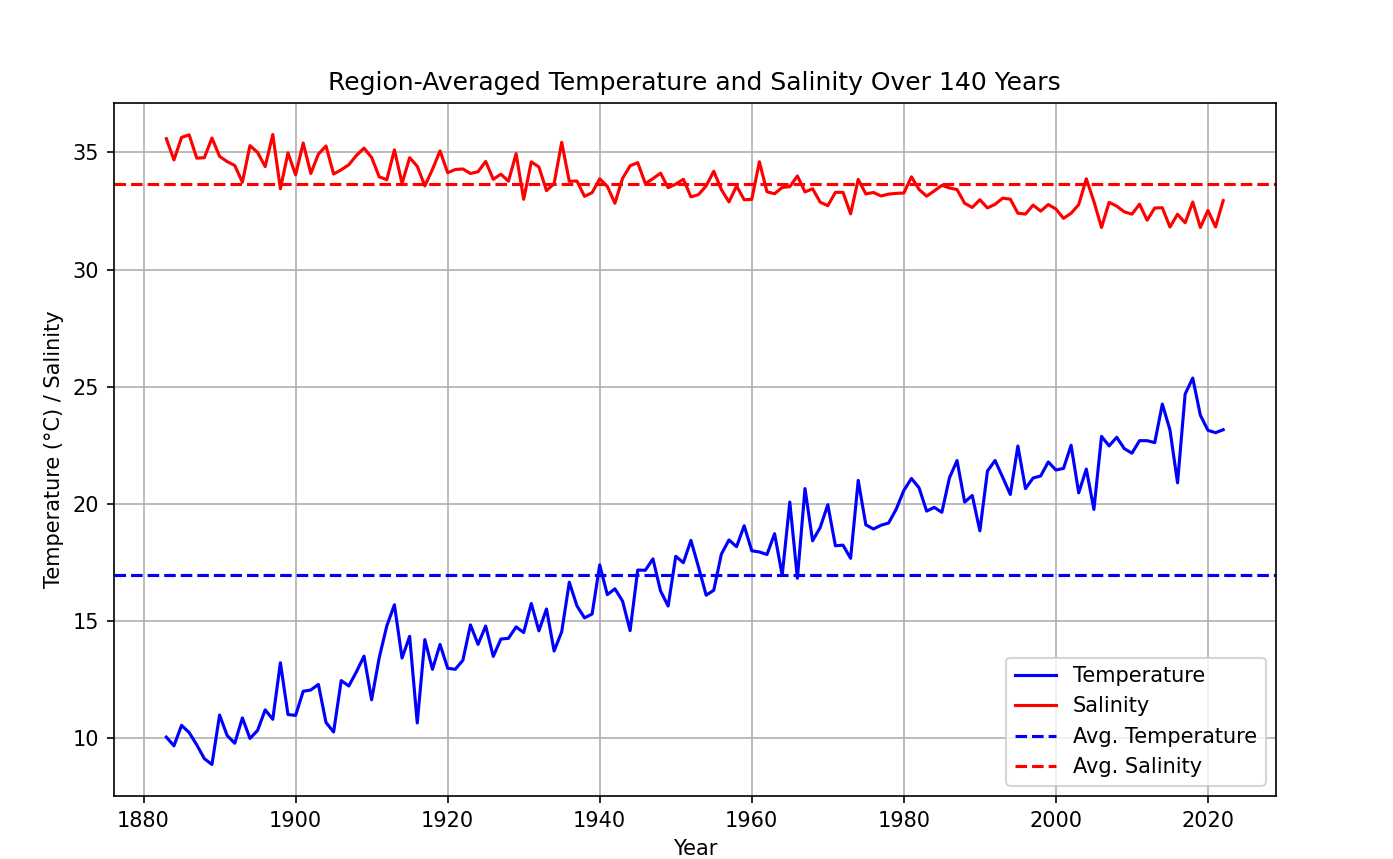 Region-Averaged Temperature and Salinity Over 140 Years
Temperature (°C) / Salinity
35
30
25
20
15
10
Temperature
Salinity
Avg. Temperature
Avg. Salinity
1880 1900 1920 1940 1960 1980 2000 2020
Year